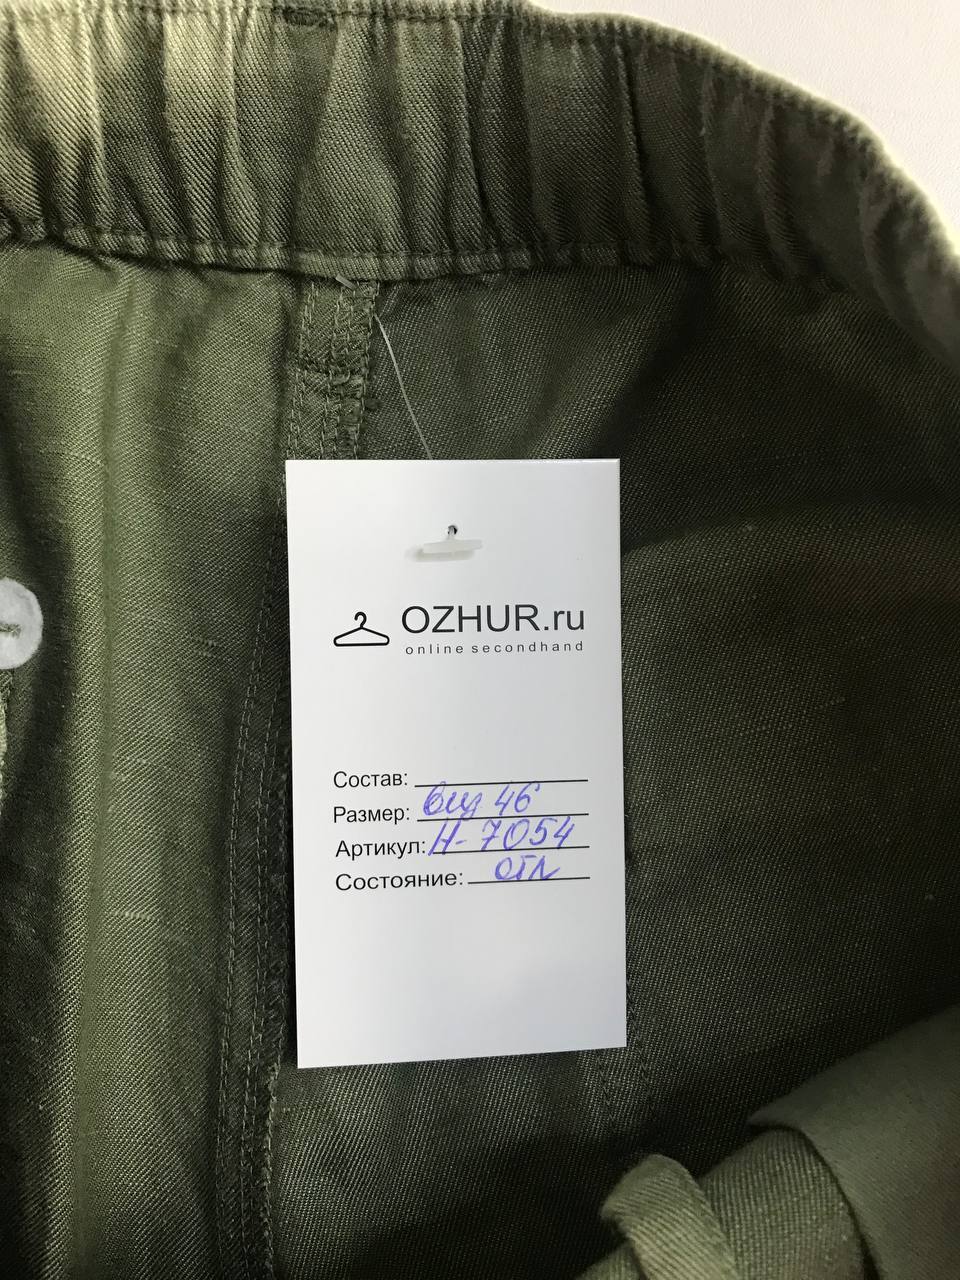 OZHUR.ru
online secondhand
Состав:
Размер: виз 46
Артикул: Н-7054
Состояние: отл